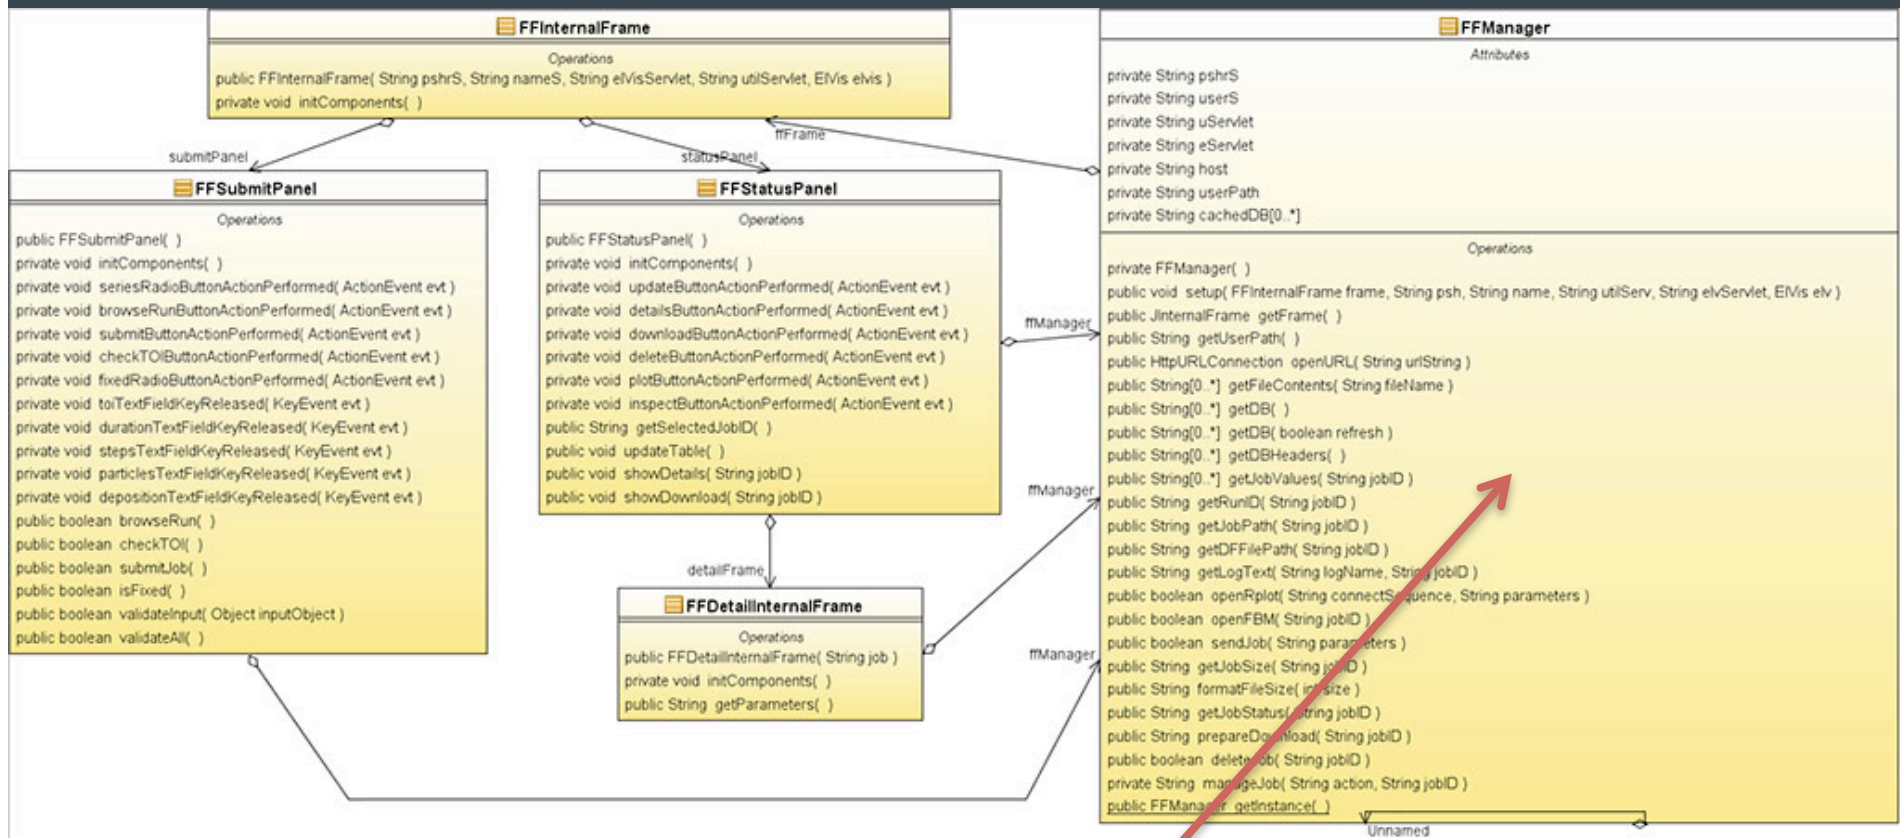 FFInternalFrame
Operations
public FFInternalFrame( String pshrS, String nameS, String elVisServlet, String utilServlet, ElVis elvis )
private void initComponents( )
submitPanel
statusPanel
ffFrame
FFSubmitPanel
Operations
public FFSubmitPanel( )
private void initComponents( )
private void seriesRadioButtonActionPerformed( ActionEvent evt )
private void browseRunButtonActionPerformed( ActionEvent evt )
private void submitButtonActionPerformed( ActionEvent evt )
private void checkTOIButtonActionPerformed( ActionEvent evt )
private void fixedRadioButtonActionPerformed( ActionEvent evt )
private void toiTextFieldKeyReleased( KeyEvent evt )
private void durationTextFieldKeyReleased( KeyEvent evt )
private void stepsTextFieldKeyReleased( KeyEvent evt )
private void particlesTextFieldKeyReleased( KeyEvent evt )
private void depositionTextFieldKeyReleased( KeyEvent evt )
public boolean browseRun( )
public boolean checkTOI( )
public boolean submitJob( )
public boolean isFixed( )
public boolean validateInput( Object inputObject )
public boolean validateAll( )
FFStatusPanel
Operations
public FFStatusPanel( )
private void initComponents( )
private void updateButtonActionPerformed( ActionEvent evt )
private void detailsButtonActionPerformed( ActionEvent evt )
private void downloadButtonActionPerformed( ActionEvent evt )
private void deleteButtonActionPerformed( ActionEvent evt )
private void plotButtonActionPerformed( ActionEvent evt )
private void inspectButtonActionPerformed( ActionEvent evt )
public String getSelectedJobID( )
public void updateTable( )
public void showDetails( String jobID )
public void showDownload( String jobID )
detailFrame
FFDetailInternalFrame
Operations
public FFDetailInternalFrame( String job )
private void initComponents( )
public String getParameters( )
ffManager
ffManager
ffManager
FFManager
Attributes
private String pshrS
private String userS
private String uServlet
private String eServlet
private String host
private String userPath
private String cachedDB[0..*]
Operations
private FFManager( )
public void setup( FFInternalFrame frame, String psh, String name, String utilServ, String elvServlet, ElVis elv )
public JInternalFrame getFrame( )
public String getUserPath( )
public HttpURLConnection openURL( String urlString )
public String[0..*] getFileContents( String fileName )
public String[0..*] getDB( )
public String[0..*] getDB( boolean refresh )
public String[0..*] getDBHeaders( )
public String[0..*] getJobValues( String jobID )
public String getRunID( String jobID )
public String getJobPath( String jobID )
public String getDFFilePath( String jobID )
public String getLogText( String logName, String jobID )
public boolean openRplot( String connectSequence, String parameters )
public boolean openFBM( String jobID )
public boolean sendJob( String parameters )
public String getJobSize( String jobID )
public String formatFileSize( int size )
public String getJobStatus( String jobID )
public String prepareDownload( String jobID )
public boolean deleteJob( String jobID )
private String manageJob( String action, String jobID )
public FFManager getInstance( )
Unnamed